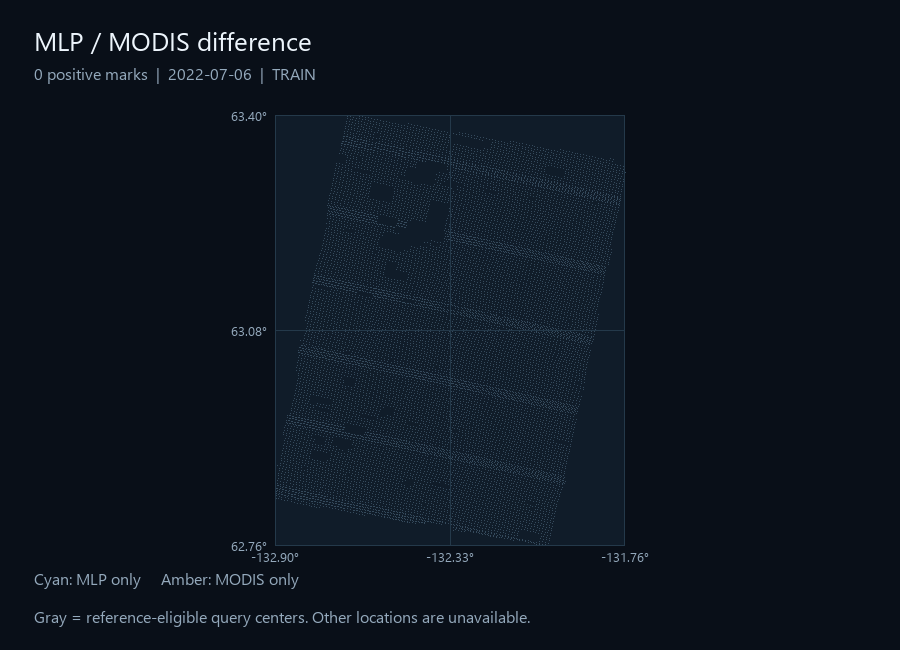 MLP / MODIS difference
0 positive marks | 2022-07-06 | TRAIN
63.40°
63.08°
62.76°
-132.90° -132.33° -131.76°
Cyan: MLP only Amber: MODIS only
Gray = reference-eligible query centers. Other locations are unavailable.